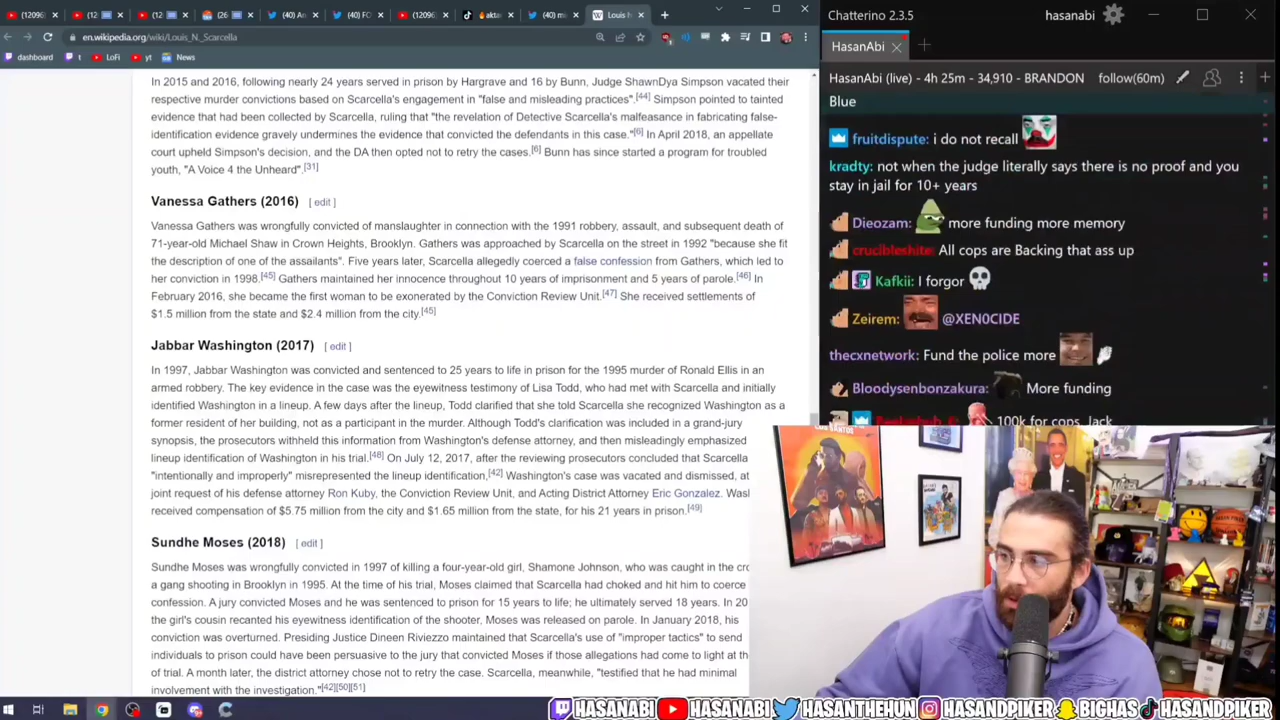 (12096
(12
(12
(26
(40) A
(40) FO
(12096
akta
(40) m
Louis N
en.wikipedia.org/wiki/Louis_N._Scarcella
dashboard
t
LoFi
yt
News
In 2015 and 2016, following nearly 24 years served in prison by Hargrave and 16 by Bunn, Judge ShawnDya Simpson vacated their
respective murder convictions based on Scarcella's engagement in "false and misleading practices".[44] Simpson pointed to tainted
evidence that had been collected by Scarcella, ruling that "the revelation of Detective Scarcella's malfeasance in fabricating false-
identification evidence gravely undermines the evidence that convicted the defendants in this case."[6] In April 2018, an appellate
court upheld Simpson's decision, and the DA then opted not to retry the cases.[6] Bunn has since started a program for troubled
youth, "A Voice 4 the Unheard".[31]
Vanessa Gathers (2016) [ edit ]
Vanessa Gathers was wrongfully convicted of manslaughter in connection with the 1991 robbery, assault, and subsequent death of
71-year-old Michael Shaw in Crown Heights, Brooklyn. Gathers was approached by Scarcella on the street in 1992 "because she fit
the description of one of the assailants". Five years later, Scarcella allegedly coerced a false confession from Gathers, which led to
her conviction in 1998.[45] Gathers maintained her innocence throughout 10 years of imprisonment and 5 years of parole.[46] In
February 2016, she became the first woman to be exonerated by the Conviction Review Unit.[47] She received settlements of
$1.5 million from the state and $2.4 million from the city.[45]
Jabbar Washington (2017) [ edit ]
In 1997, Jabbar Washington was convicted and sentenced to 25 years to life in prison for the 1995 murder of Ronald Ellis in an
armed robbery. The key evidence in the case was the eyewitness testimony of Lisa Todd, who had met with Scarcella and initially
identified Washington in a lineup. A few days after the lineup, Todd clarified that she told Scarcella she recognized Washington as a
former resident of her building, not as a participant in the murder. Although Todd's clarification was included in a grand-jury
synopsis, the prosecutors withheld this information from Washington's defense attorney, and then misleadingly emphasized
lineup identification of Washington in his trial.[48] On July 12, 2017, after the reviewing prosecutors concluded that Scarcella
"intentionally and improperly" misrepresented the lineup identification,[42] Washington's case was vacated and dismissed, at
joint request of his defense attorney Ron Kuby, the Conviction Review Unit, and Acting District Attorney Eric Gonzalez. Wasl
received compensation of $5.75 million from the city and $1.65 million from the state, for his 21 years in prison.[49]
Sundhe Moses (2018) [ edit ]
Sundhe Moses was wrongfully convicted in 1997 of killing a four-year-old girl, Shamone Johnson, who was caught in the cro
a gang shooting in Brooklyn in 1995. At the time of his trial, Moses claimed that Scarcella had choked and hit him to coerce
confession. A jury convicted Moses and he was sentenced to prison for 15 years to life; he ultimately served 18 years. In 20
the girl's cousin recanted his eyewitness identification of the shooter, Moses was released on parole. In January 2018, his
conviction was overturned. Presiding Justice Dineen Riviezzo maintained that Scarcella's use of "improper tactics" to send
individuals to prison could have been persuasive to the jury that convicted Moses if those allegations had come to light at the
of trial. A month later, the district attorney chose not to retry the case. Scarcella, meanwhile, "testified that he had minimal
involvement with the investigation."[42][50][51]
Chatterino 2.3.5
hasanabi
HasanAbi
HasanAbi (live) - 4h 25m - 34,910 - BRANDON
follow(60m)
Blue
fruitdispute: i do not recall
kradty: not when the judge literally says there is no proof and you
stay in jail for 10+ years
Dieozam: more funding more memory
crucibleshite: All cops are Backing that ass up
Kafkii: I forgor
Zeirem: @XEN0CIDE
thecxnetwork: Fund the police more
Bloodysenbonzakura: More funding
100k for cops, Jack
HASANABI HASANABI HASANTHEHUN HASANDPIKER BIGHAS HASANDPIKER